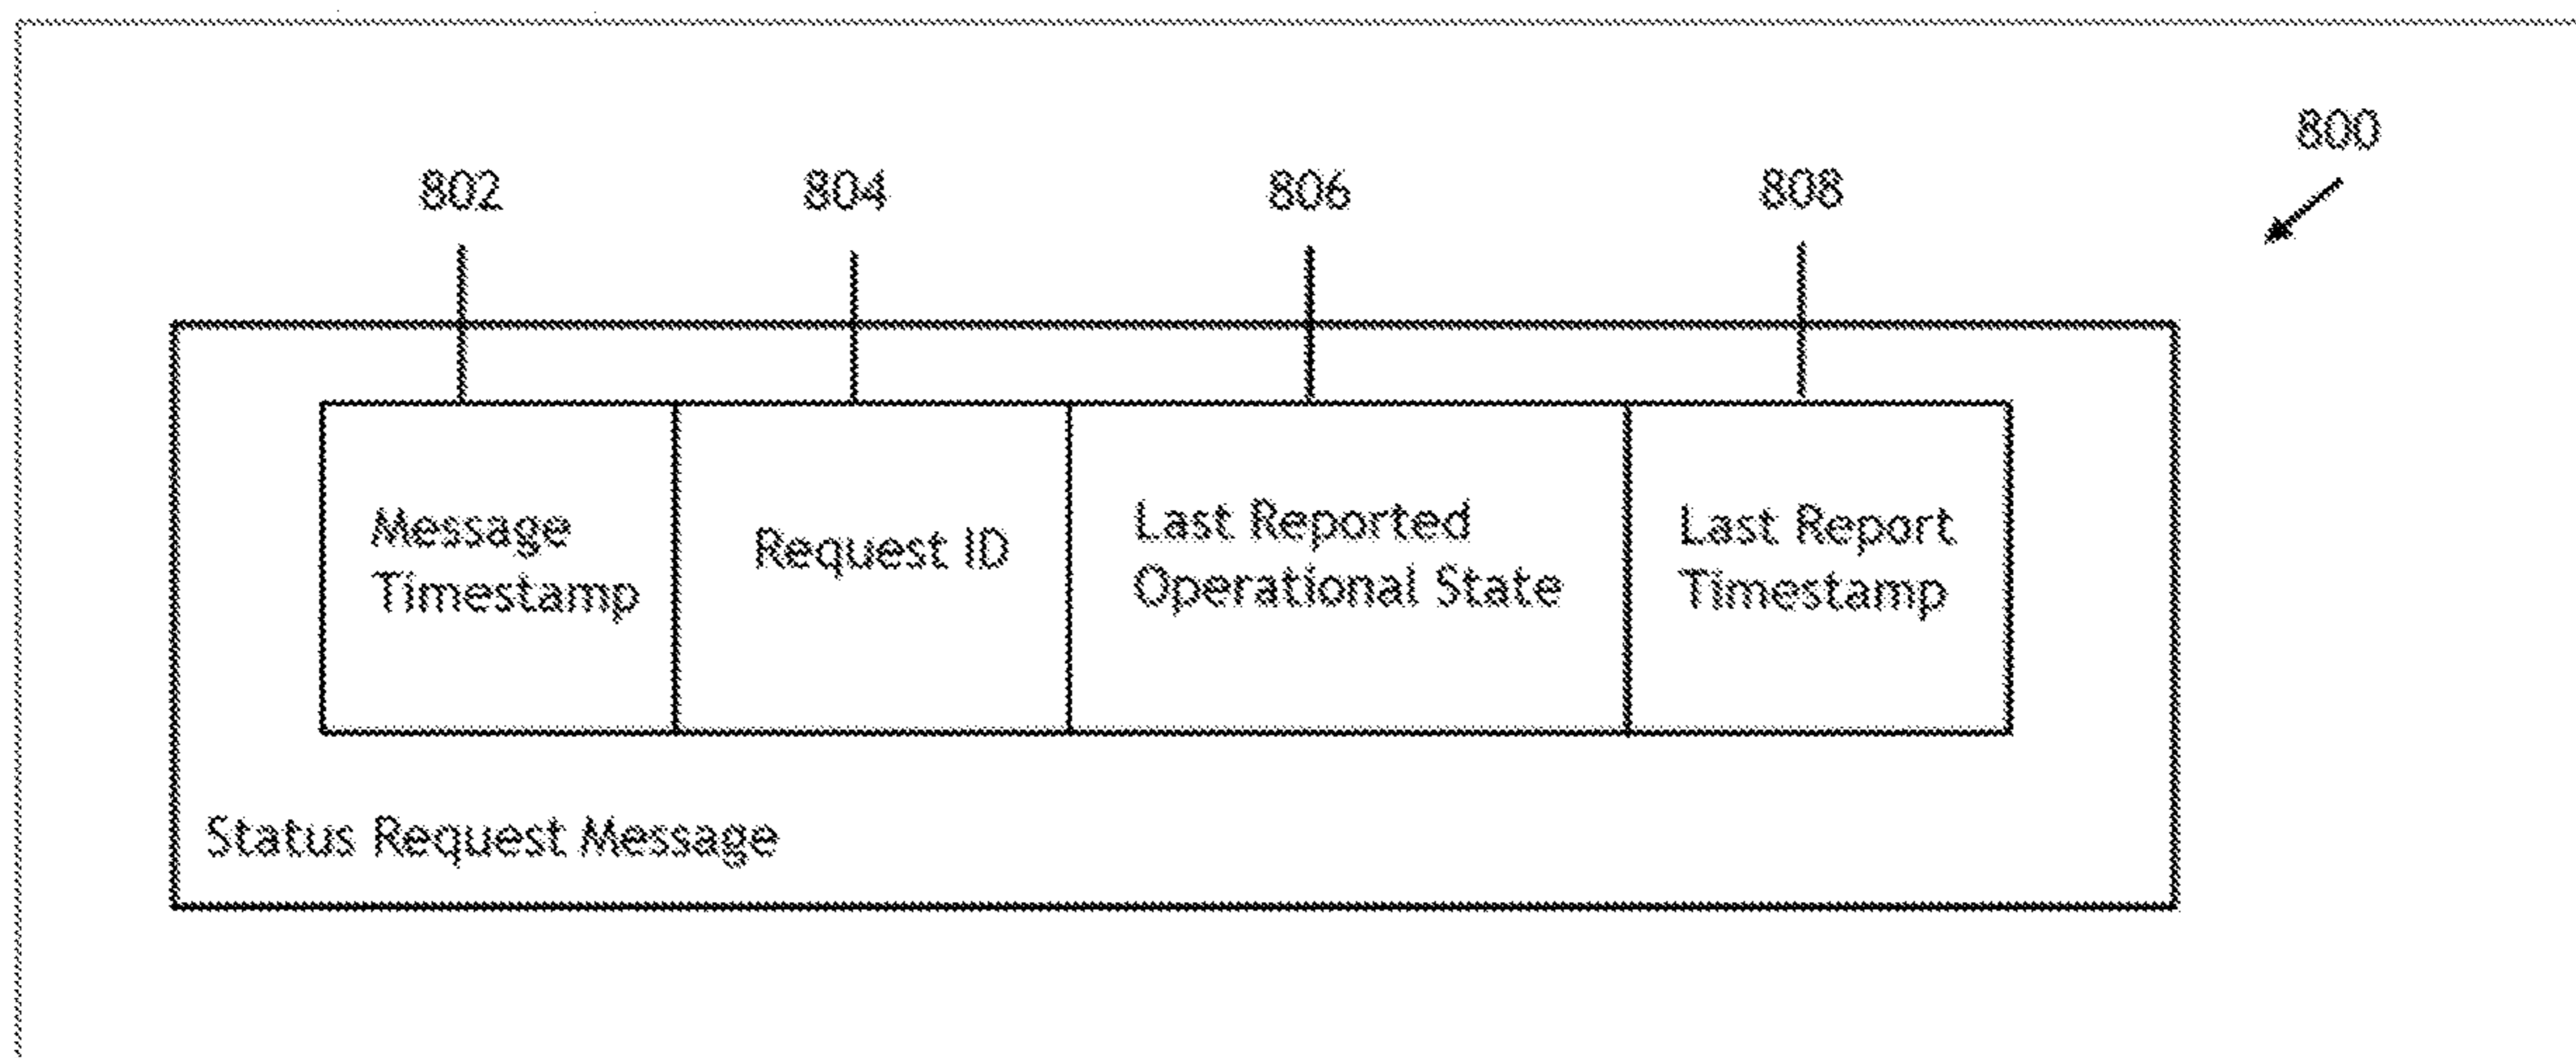 800
802
804
806
808
Message
Timestamp
Request ID
Last Reported
Operational State
Last Report
Timestamp
Status Request Message